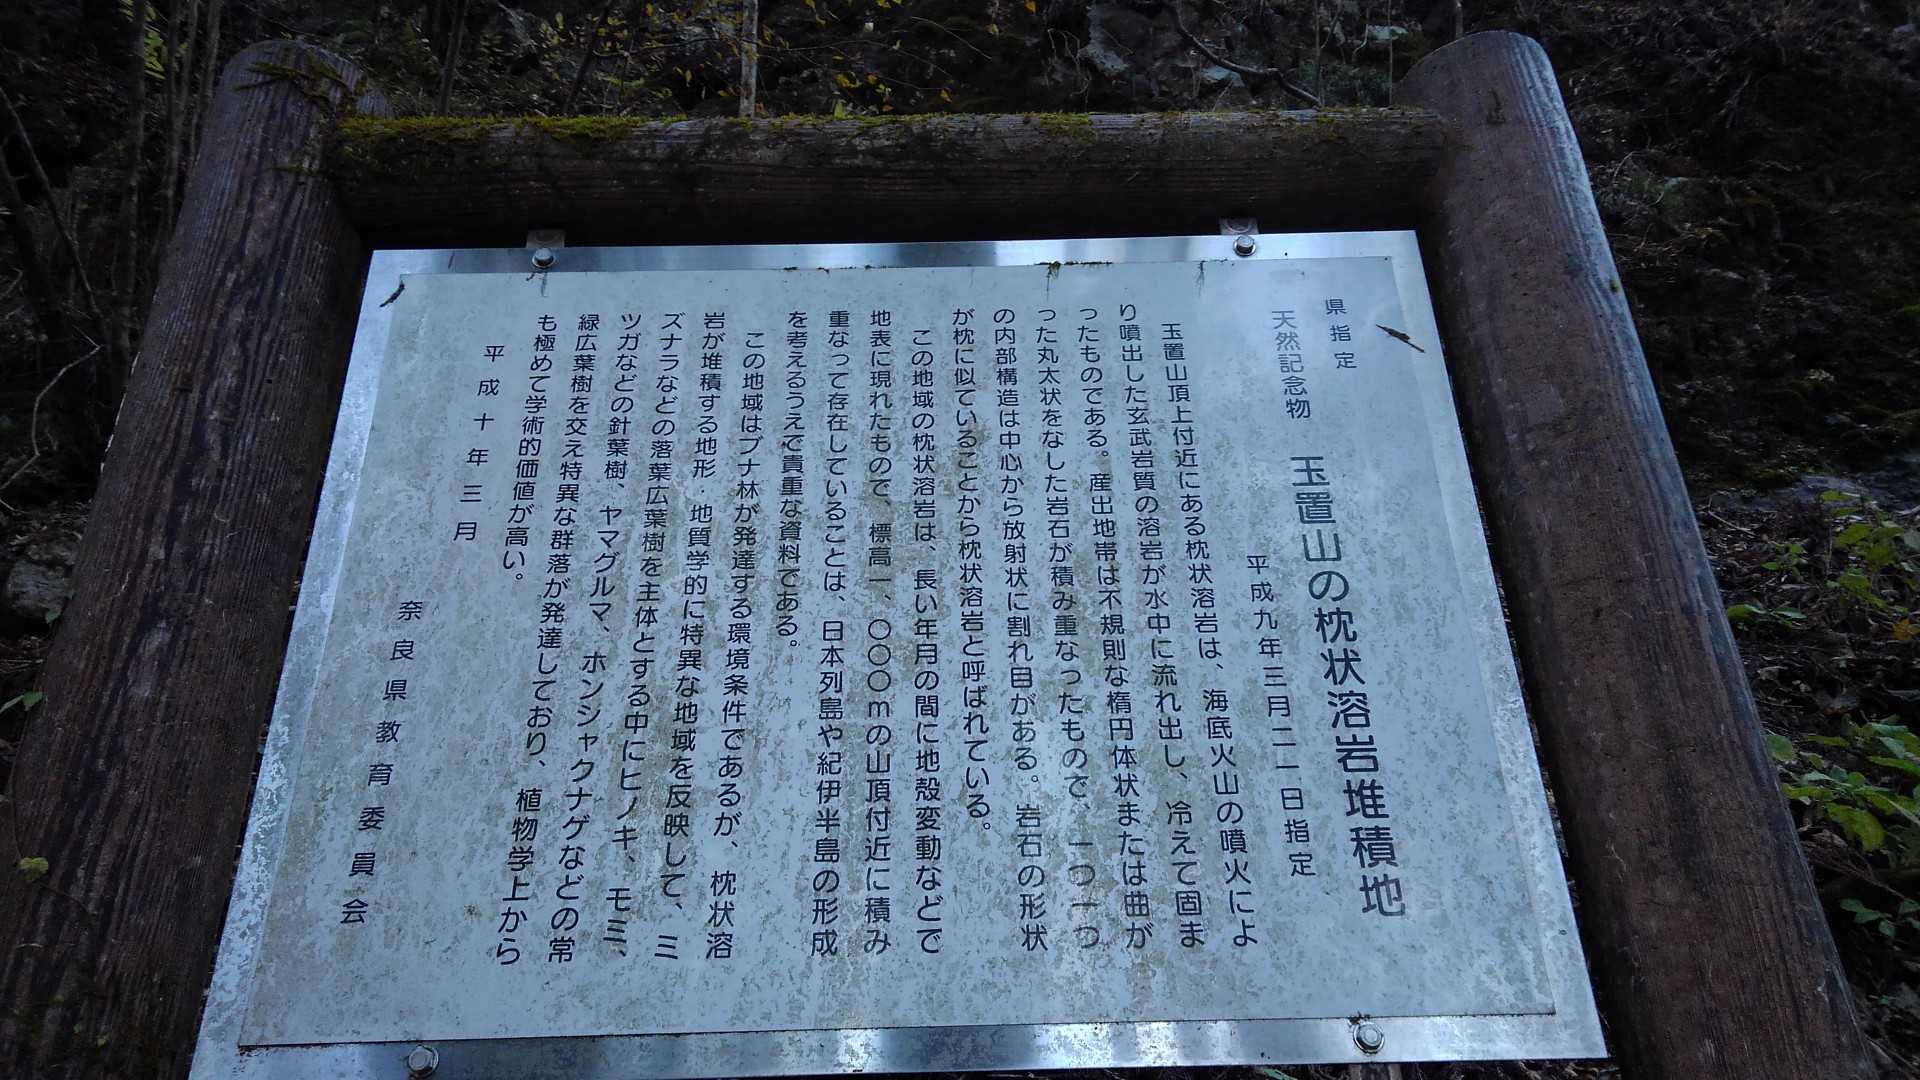 県指定
天然記念物　玉置山の枕状溶岩堆積地
平成九年三月二一日指定
玉置山頂上付近にある枕状溶岩は、海底火山の噴火によ
り噴出した玄武岩質の溶岩が水中に流れ出し、冷えて固ま
ったものである。産出地帯は不規則な楕円体状または曲が
った丸太状をなした岩石が積み重なったもので、一つ一つ
の内部構造は中心から放射状に割れ目がある。岩石の形状
が枕に似ていることから枕状溶岩と呼ばれている。
この地域の枕状溶岩は、長い年月の間に地殻変動などで
地表に現れたもので、標高一、〇〇〇mの山頂付近に積み
重なって存在していることは、日本列島や紀伊半島の形成
を考えるうえで貴重な資料である。
この地域はブナ林が発達する環境条件であるが、枕状溶
岩が堆積する地形・地質学的に特異な地域を反映して、ミ
ズナラなどの落葉広葉樹を主体とする中にヒノキ、モミ、
ツガなどの針葉樹、ヤマグルマ、ホンシャクナゲなどの常
緑広葉樹を交え特異な群落が発達しており、植物学上から
も極めて学術的価値が高い。
平成十年三月
奈良県教育委員会